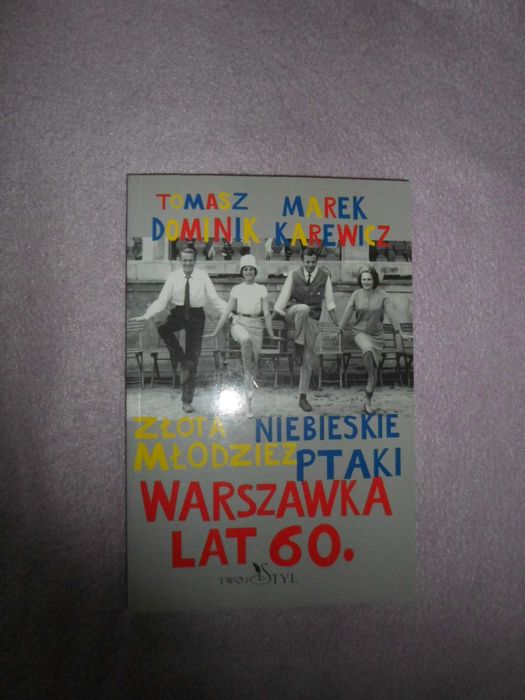 TOMASZ MAREK
DOMINIK KAREWICZ
ZŁOTA NIEBIESKIE
MŁODZIEŻ PTAKI
WARSZAWKA
LAT 60.
TWÓJ STYL